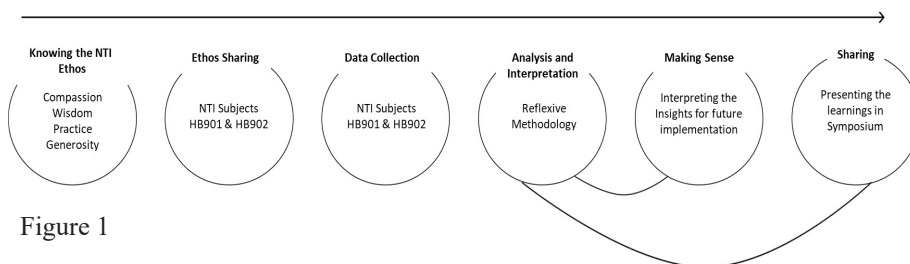 Knowing the NTI
Ethos
Compassion
Wisdom
Practice
Generosity
Ethos Sharing
NTI Subjects
HB901 & HB902
Data Collection
NTI Subjects
HB901 & HB902
Analysis and
Interpretation
Reflexive
Methodology
Making Sense
Interpreting the
Insights for future
implementation
Sharing
Presenting the
learnings in
Symposium
Figure 1